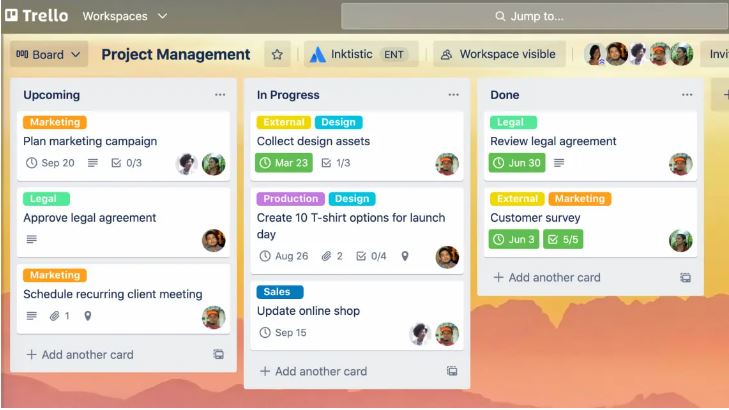 Trello
Workspaces
Jump to...
Board
Project Management
Inktistic ENT
Workspace visible
Invi
Upcoming
Marketing
Plan marketing campaign
Sep 20
0/3
Legal
Approve legal agreement
Marketing
Schedule recurring client meeting
1
+ Add another card
In Progress
External Design
Collect design assets
Mar 23
1/3
Production Design
Create 10 T-shirt options for launch
day
Aug 26
2
0/4
Sales
Update online shop
Sep 15
+ Add another card
Done
Legal
Review legal agreement
Jun 30
External Marketing
Customer survey
Jun 3
5/5
+ Add another card